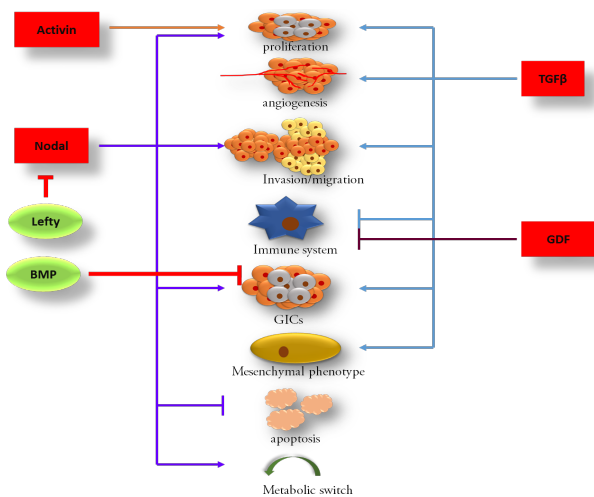 Activin
proliferation
TGFβ
angiogenesis
Nodal
Invasion/migration
Lefty
Immune system
GDF
BMP
GICs
Mesenchymal phenotype
apoptosis
Metabolic switch